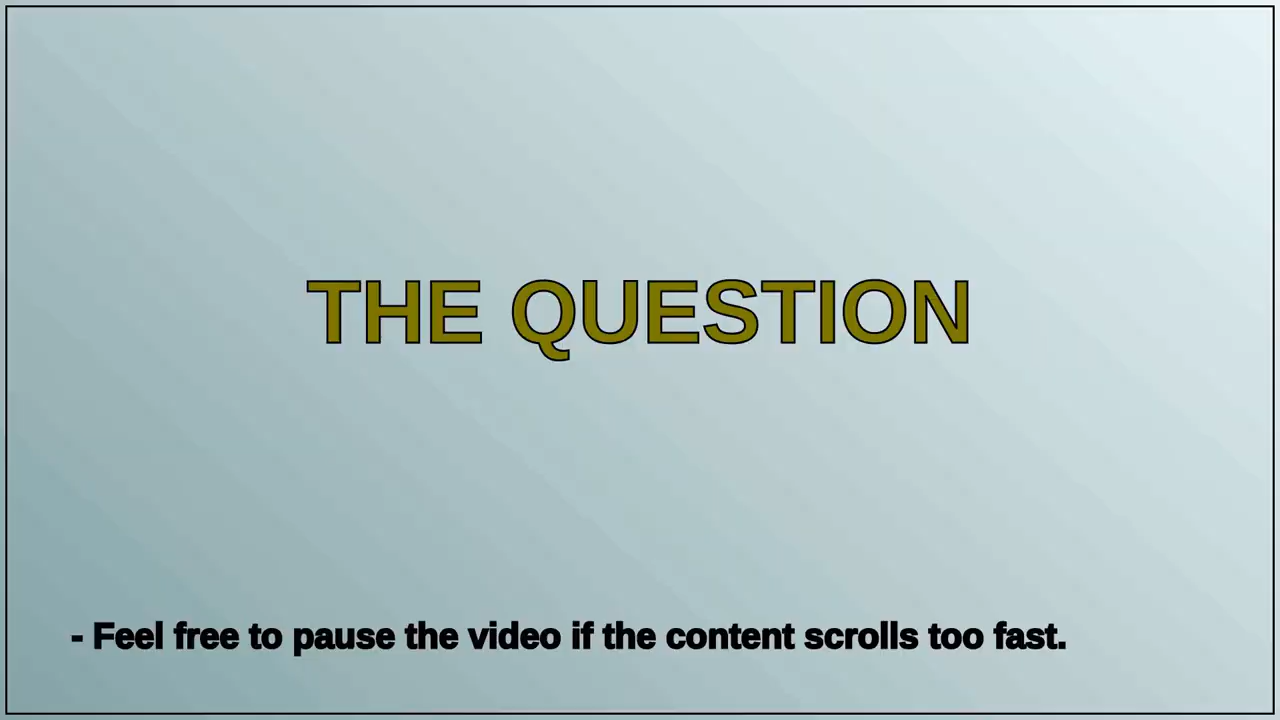 THE QUESTION
- Feel free to pause the video if the content scrolls too fast.